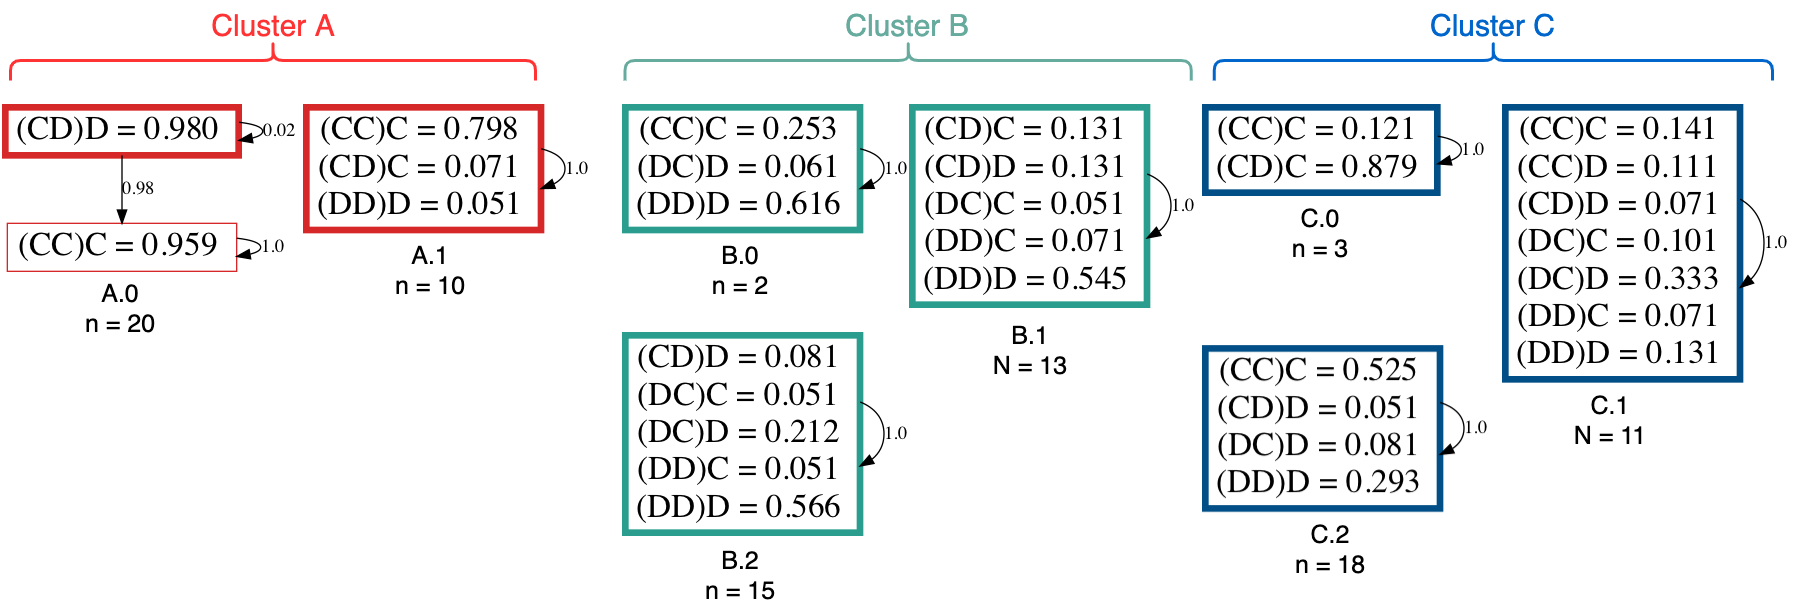 Cluster A
(CD)D = 0.980
0.02
0.98
(CC)C = 0.959
1.0
A.0
n = 20
(CC)C = 0.798
(CD)C = 0.071
(DD)D = 0.051
1.0
A.1
n = 10
Cluster B
(CC)C = 0.253
(DC)D = 0.061
(DD)D = 0.616
1.0
B.0
n = 2
(CD)C = 0.131
(CD)D = 0.131
(DC)C = 0.051
(DD)C = 0.071
(DD)D = 0.545
1.0
B.1
N = 13
(CD)D = 0.081
(DC)C = 0.051
(DC)D = 0.212
(DD)C = 0.051
(DD)D = 0.566
1.0
B.2
n = 15
Cluster C
(CC)C = 0.121
(CD)C = 0.879
1.0
C.0
n = 3
(CC)C = 0.141
(CC)D = 0.111
(CD)D = 0.071
(DC)C = 0.101
(DC)D = 0.333
(DD)C = 0.071
(DD)D = 0.131
1.0
C.1
N = 11
(CC)C = 0.525
(CD)D = 0.051
(DC)D = 0.081
(DD)D = 0.293
1.0
C.2
n = 18